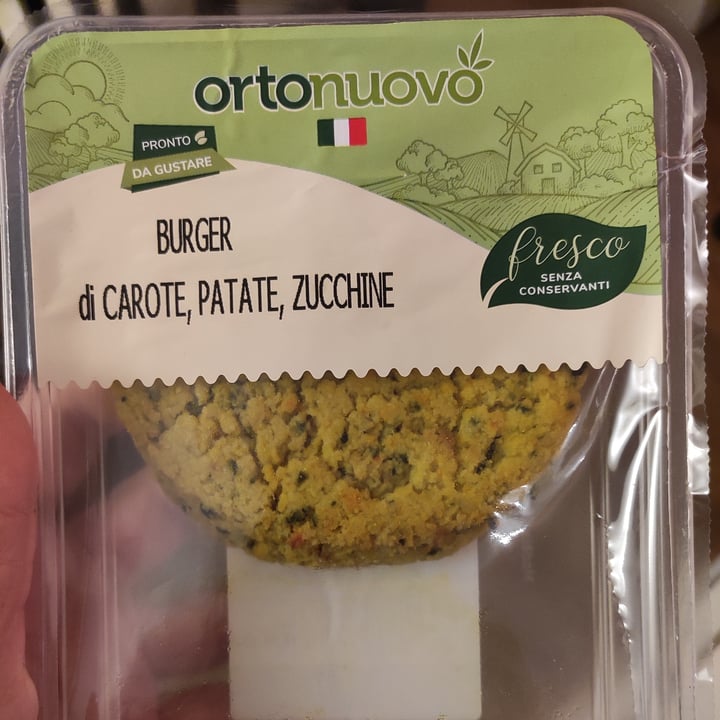 ortonuovo
PRONTO
DA GUSTARE
BURGER
di CAROTE, PATATE, ZUCCHINE
fresco
SENZA
CONSERVANTI